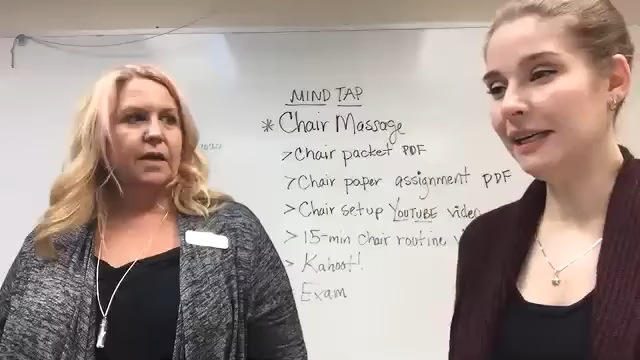 MIND TAP
* Chair Massage
> Chair packet PDF
> Chair paper assignment PDF
> Chair setup YOUTUBE video
> 15-min Chair routine
> Kahoot!
Exam